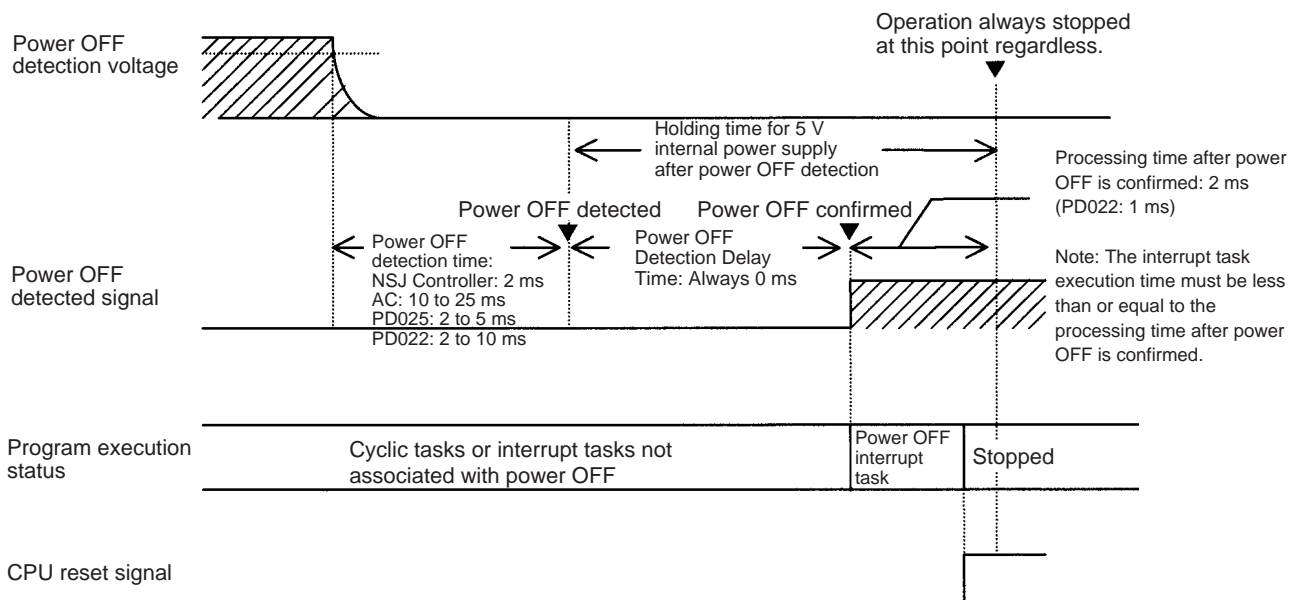 Operation always stopped
at this point regardless.
Power OFF
detection voltage
Holding time for 5 V
internal power supply
after power OFF detection
Processing time after power
OFF is confirmed: 2 ms
(PD022: 1 ms)
Power OFF detected
Power OFF confirmed
Power OFF
detection time:
NSJ Controller: 2 ms
AC: 10 to 25 ms
PD025: 2 to 5 ms
PD022: 2 to 10 ms
Power OFF
Detection Delay
Time: Always 0 ms
Note: The interrupt task
execution time must be less
than or equal to the
processing time after power
OFF is confirmed.
Power OFF
detected signal
Program execution
status
Cyclic tasks or interrupt tasks not
associated with power OFF
Power OFF
interrupt
task
Stopped
CPU reset signal